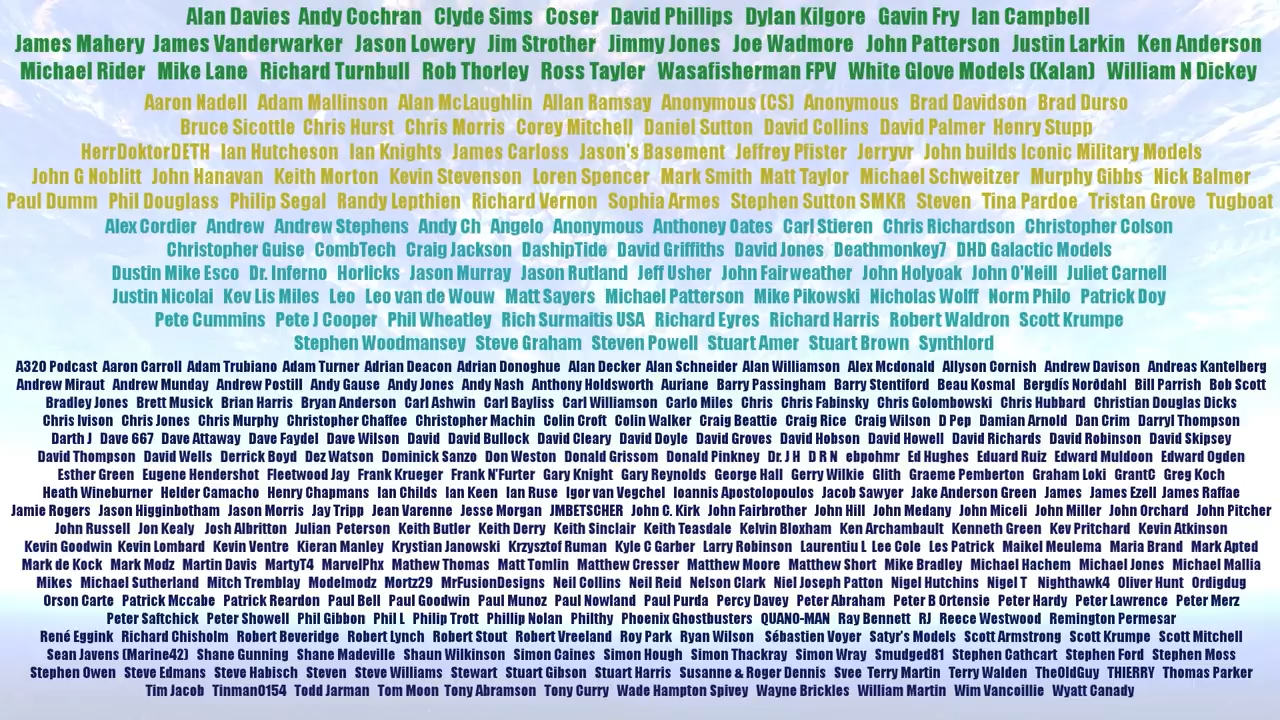 Alan Davies Andy Cochran Clyde Sims Coser David Phillips Dylan Kilgore Gavin Fry Ian Campbell
James Mahery James Vanderwarker Jason Lowery Jim Strother Jimmy Jones Joe Wadmore John Patterson Justin Larkin Ken Anderson
Michael Rider Mike Lane Richard Turnbull Rob Thorley Ross Tayler Wasafisherman FPV White Glove Models (Kalan) William N Dickey
Aaron Nadell Adam Mallinson Alan McLaughlin Allan Ramsay Anonymous (CS) Anonymous Brad Davidson Brad Durso
Bruce Sicottle Chris Hurst Chris Morris Corey Mitchell Daniel Sutton David Collins David Palmer Henry Stupp
HerrDoktorDETH Ian Hutcheson Ian Knights James Carloss Jason's Basement Jeffrey Pfister Jerryvr John builds Iconic Military Models
John G Noblitt John Hanavan Keith Morton Kevin Stevenson Loren Spencer Mark Smith Matt Taylor Michael Schweitzer Murphy Gibbs Nick Balmer
Paul Dumm Phil Douglass Philip Segal Randy Lepthien Richard Vernon Sophia Armes Stephen Sutton SMKR Steven Tina Pardoe Tristan Grove Tugboat
Alex Cordier Andrew Andrew Stephens Andy Ch Angelo Anonymous Anthoney Oates Carl Stieren Chris Richardson Christopher Colson
Christopher Guise CombTech Craig Jackson DashipTide David Griffiths David Jones Deathmonkey7 DHD Galactic Models
Dustin Mike Esco Dr. Inferno Horlicks Jason Murray Jason Rutland Jeff Usher John Fairweather John Holyoak John O'Neill Juliet Carnell
Justin Nicolai Kev Lis Miles Leo Leo van de Wouw Matt Sayers Michael Patterson Mike Pikowski Nicholas Wolff Norm Philo Patrick Doy
Pete Cummins Pete J Cooper Phil Wheatley Rich Surmaitis USA Richard Eyres Richard Harris Robert Waldron Scott Krumpe
Stephen Woodmansey Steve Graham Steven Powell Stuart Amer Stuart Brown Synthlord
A320 Podcast Aaron Carroll Adam Trubiano Adam Turner Adrian Deacon Adrian Donoghue Alan Decker Alan Schneider Alan Williamson Alex Mcdonald Allyson Cornish Andrew Davison Andreas Kantelberg
Andrew Miraut Andrew Munday Andrew Postill Andy Gause Andy Jones Andy Nash Anthony Holdsworth Auriane Barry Passingham Barry Stentiford Beau Kosmal Bergdís Norðdahl Bill Parrish Bob Scott
Bradley Jones Brett Musick Brian Harris Bryan Anderson Carl Ashwin Carl Bayliss Carl Williamson Carlo Miles Chris Chris Fabinsky Chris Golombowski Chris Hubbard Christian Douglas Dicks
Chris Ivison Chris Jones Chris Murphy Christopher Chaffee Christopher Machin Colin Croft Colin Walker Craig Beattie Craig Rice Craig Wilson D Pep Damian Arnold Dan Crim Darryl Thompson
Darth J Dave 667 Dave Attaway Dave Faydel Dave Wilson David David Bullock David Cleary David Doyle David Groves David Hobson David Howell David Richards David Robinson David Skipsey
David Thompson David Wells Derrick Boyd Dez Watson Dominick Sanzo Don Weston Donald Grissom Donald Pinkney Dr. J H D R N ebpohmr Ed Hughes Eduard Ruiz Edward Muldoon Edward Ogden
Esther Green Eugene Hendershot Fleetwood Jay Frank Krueger Frank N'Furter Gary Knight Gary Reynolds George Hall Gerry Wilkie Glith Graeme Pemberton Graham Loki GrantC Greg Koch
Heath Wineburner Helder Camacho Henry Chapmans Ian Childs Ian Keen Ian Ruse Igor van Vegchel Ioannis Apostolopoulos Jacob Sawyer Jake Anderson Green James James Ezell James Raffae
Jamie Rogers Jason Higginbotham Jason Morris Jay Tripp Jean Varenne Jesse Morgan JMBETSCHER John C. Kirk John Fairbrother John Hill John Medany John Miceli John Miller John Orchard John Pitcher
John Russell Jon Kealy Josh Albritton Julian Peterson Keith Butler Keith Derry Keith Sinclair Keith Teasdale Kelvin Bloxham Ken Archambault Kenneth Green Kev Pritchard Kevin Atkinson
Kevin Goodwin Kevin Lombard Kevin Ventre Kieran Manley Krystian Janowski Krzysztof Ruman Kyle C Garber Larry Robinson Laurentiu L Lee Cole Les Patrick Maikel Meulema Maria Brand Mark Apted
Mark de Kock Mark Modz Martin Davis MartyT4 MarvelPhx Mathew Thomas Matt Tomlin Matthew Cresser Matthew Moore Matthew Short Mike Bradley Michael Hachem Michael Jones Michael Mallia
Mikes Michael Sutherland Mitch Tremblay Modelmodz Mortz29 MrFusionDesigns Neil Collins Neil Reid Nelson Clark Niel Joseph Patton Nigel Hutchins Nigel T Nighthawk4 Oliver Hunt Ordigdug
Orson Carte Patrick Mccabe Patrick Reardon Paul Bell Paul Goodwin Paul Munoz Paul Nowland Paul Purda Percy Davey Peter Abraham Peter B Ortensie Peter Hardy Peter Lawrence Peter Merz
Peter Saftchick Peter Showell Phil Gibbon Phil L Philip Trott Phillip Nolan Philthy Phoenix Ghostbusters QUANO-MAN Ray Bennett RJ Reece Westwood Remington Permesar
René Eggink Richard Chisholm Robert Beveridge Robert Lynch Robert Stout Robert Vreeland Roy Park Ryan Wilson Sébastien Voyer Satyr's Models Scott Armstrong Scott Krumpe Scott Mitchell
Sean Javens (Marine42) Shane Gunning Shane Madeville Shaun Wilkinson Simon Caines Simon Hough Simon Thackray Simon Wray Smudged81 Stephen Cathcart Stephen Ford Stephen Moss
Stephen Owen Steve Edmans Steve Habisch Steven Steve Williams Stewart Stuart Gibson Stuart Harris Susanne & Roger Dennis Svee Terry Martin Terry Walden TheOldGuy THIERRY Thomas Parker
Tim Jacob Tinman0154 Todd Jarman Tom Moon Tony Abramson Tony Curry Wade Hampton Spivey Wayne Brickles William Martin Wim Vancoillie Wyatt Canady